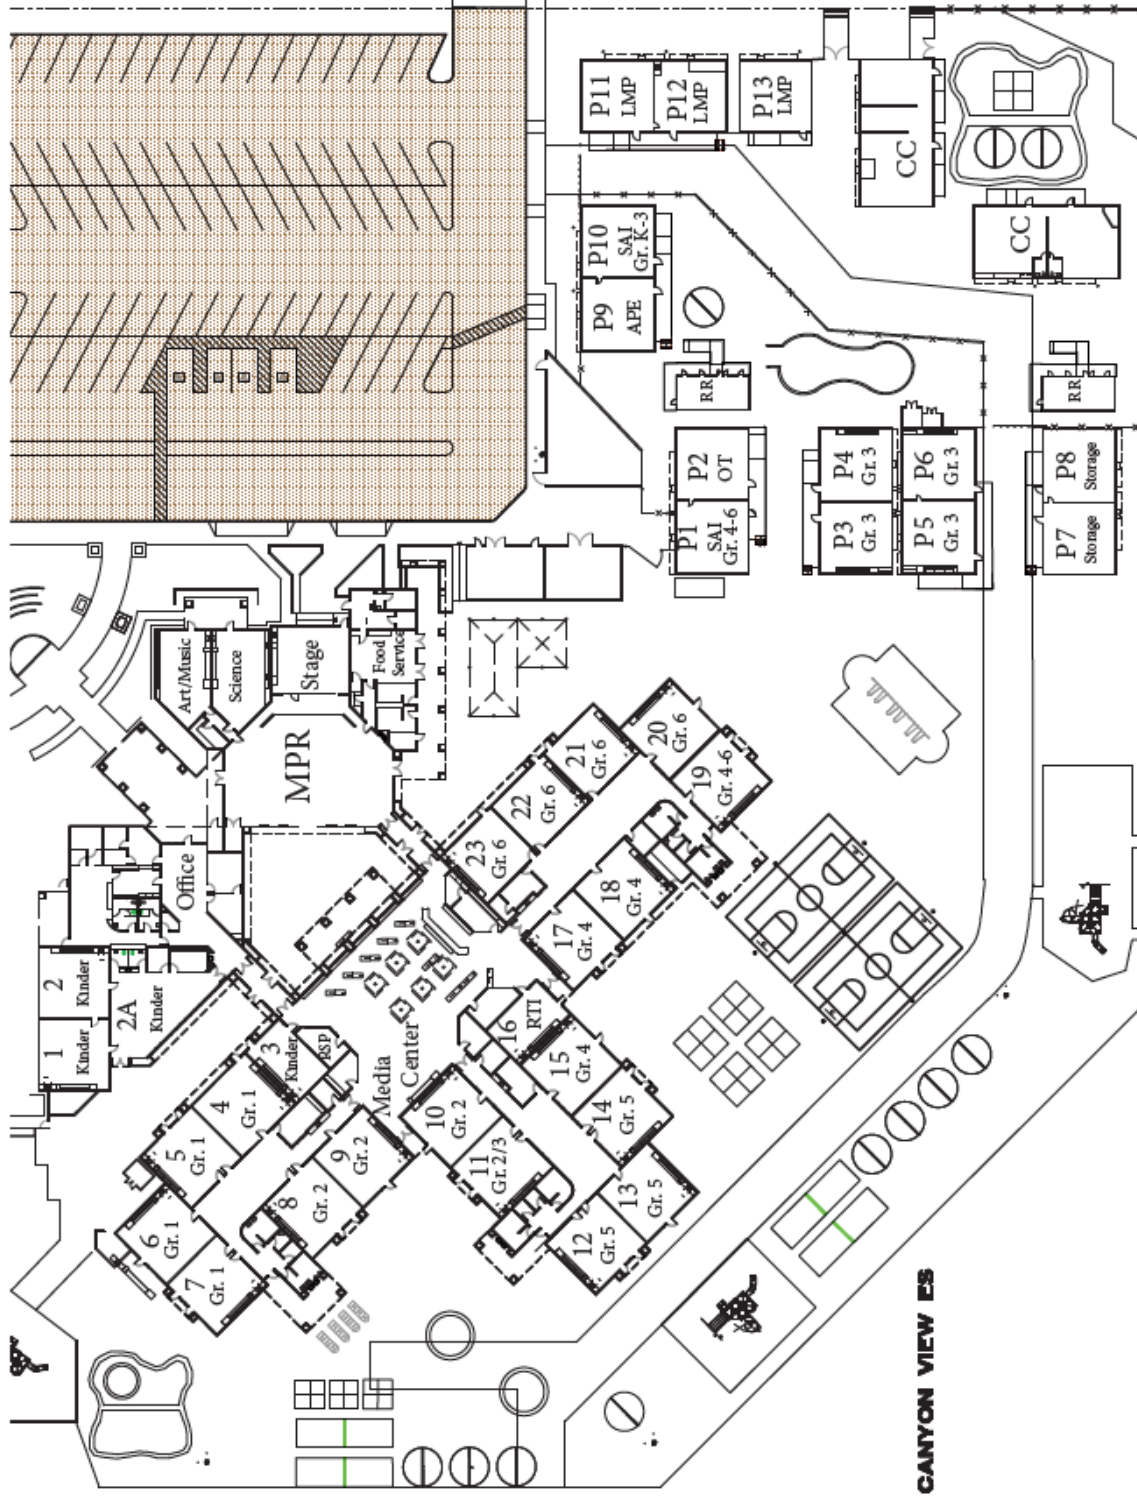 P11
LMP
P12
LMP
P13
LMP
CC
CC
P10
SAI
Gr. K-3
P9
APE
RR
RR
P2
OT
P1
SAI
Gr. 4-6
P4
Gr. 3
P3
Gr. 3
P6
Gr. 3
P5
Gr. 3
P8
Storage
P7
Storage
Art/Music
Science
Stage
Food
Service
MPR
Office
2
Kinder
1
Kinder
2A
Kinder
3
Kinder
RSP
Media
Center
4
Gr. 1
5
Gr. 1
6
Gr. 1
7
Gr. 1
8
Gr. 2
9
Gr. 2
10
Gr. 2
11
Gr. 2/3
12
Gr. 5
13
Gr. 5
14
Gr. 5
15
Gr. 4
16
RTI
17
Gr. 4
18
Gr. 4
19
Gr. 4-6
20
Gr. 6
21
Gr. 6
22
Gr. 6
23
Gr. 6
CANYON VIEW ES